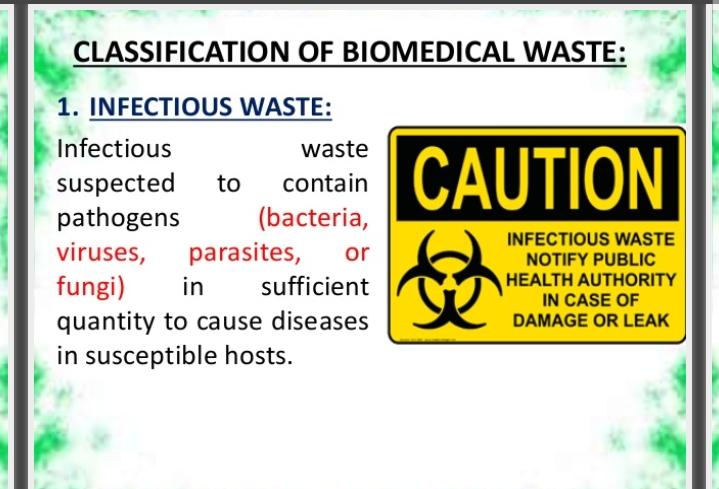 CLASSIFICATION OF BIOMEDICAL WASTE:
1. INFECTIOUS WASTE:
Infectious waste
suspected to contain
pathogens (bacteria,
viruses, parasites, or
fungi) in sufficient
quantity to cause diseases
in susceptible hosts.
CAUTION
INFECTIOUS WASTE
NOTIFY PUBLIC
HEALTH AUTHORITY
IN CASE OF
DAMAGE OR LEAK